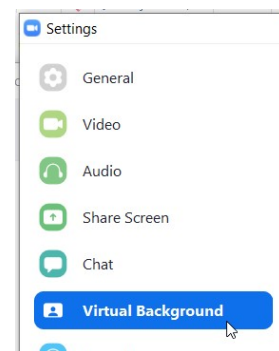 Settings
General
Video
Audio
Share Screen
Chat
Virtual Background